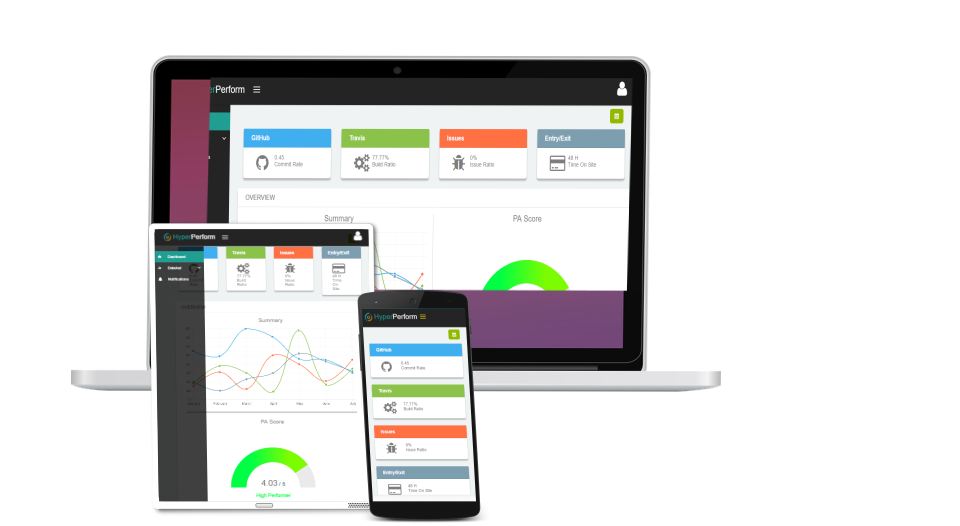 rPerform
GitHub
0.45
Commit Rate
Travis
77.77%
Build Ratio
Issues
0%
Issue Ratio
Entry/Exit
48 H
Time On Site
OVERVIEW
Summary
PA Score
HyperPerform
Dashboard
Notifications
Travis
77.77%
Build
Ratio
Issues
0%
Issue
Ratio
Entry/Exit
48 H
Time
On
Site
Summary
February
March
April
May
June
PA Score
4.03 / 5
High Performer
HyperPerform
GitHub
0.45
Commit Rate
Travis
77.77%
Build Ratio
Issues
0%
Issue Ratio
Entry/Exit
48 H
Time On Site